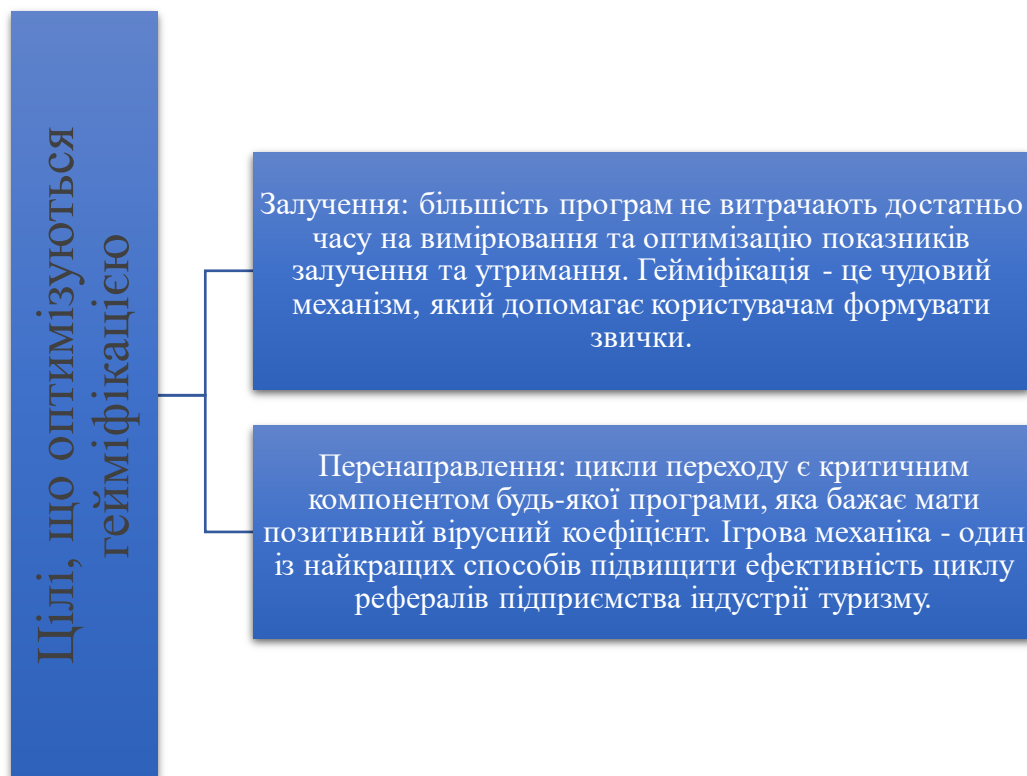 Цілі, що оптимізуються
гейміфікацією
Залучення: більшість програм не витрачають достатньо
часу на вимірювання та оптимізацію показників
залучення та утримання. Гейміфікація - це чудовий
механізм, який допомагає користувачам формувати
звички.
Перенаправлення: цикли переходу є критичним
компонентом будь-якої програми, яка бажає мати
позитивний вірусний коефіцієнт. Ігрова механіка - один
із найкращих способів підвищити ефективність циклу
рефералів підприємства індустрії туризму.